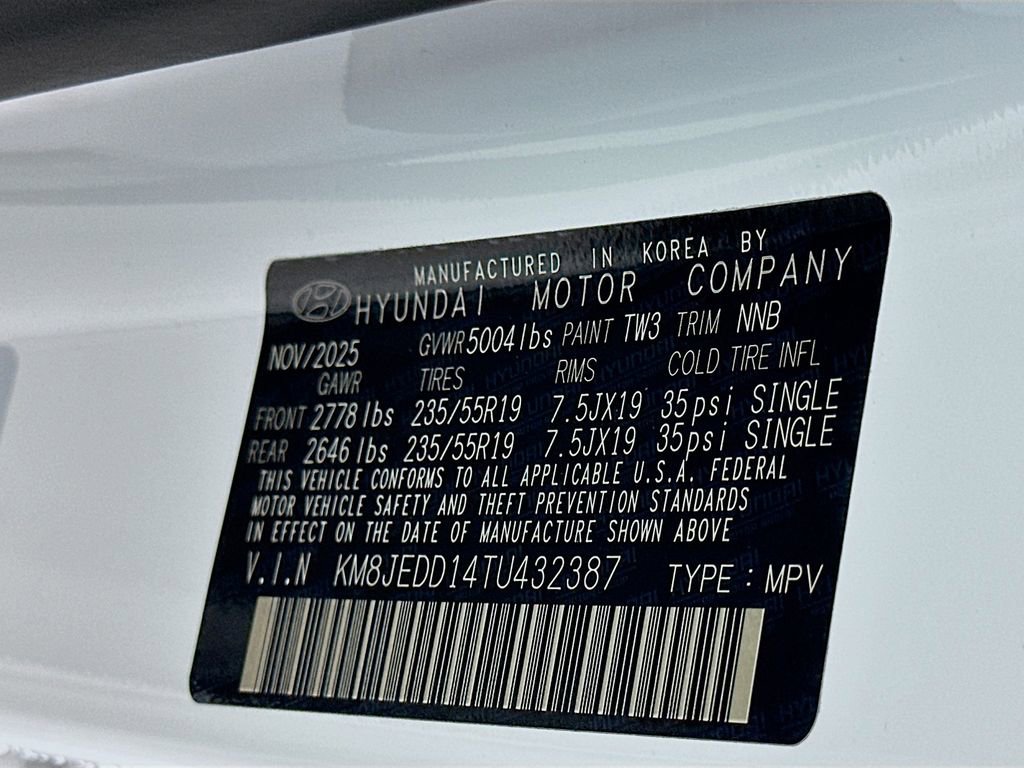 MANUFACTURED IN KOREA BY
HYUNDAI MOTOR COMPANY
NOV/2025 GVWR 5004 lbs PAINT TW3 TRIM NNB
GAWR TIRES RIMS COLD TIRE INFL
FRONT 2778 lbs 235/55R19 7.5JX19 35psi SINGLE
REAR 2646 lbs 235/55R19 7.5JX19 35psi SINGLE
THIS VEHICLE CONFORMS TO ALL APPLICABLE U.S.A. FEDERAL
MOTOR VEHICLE SAFETY AND THEFT PREVENTION STANDARDS
IN EFFECT ON THE DATE OF MANUFACTURE SHOWN ABOVE
V.I.N KM8JEDD14TU432387 TYPE : MPV